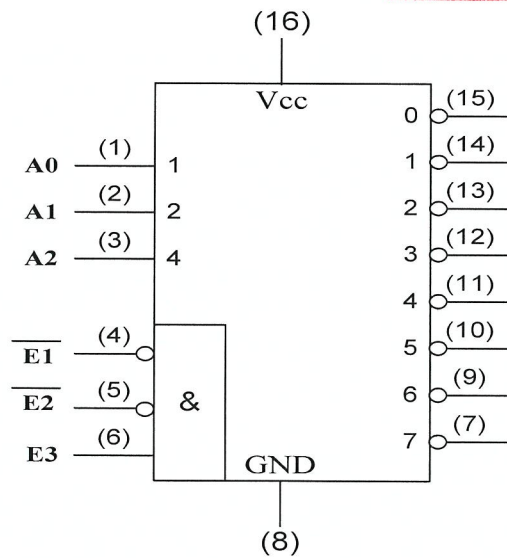 (16)
Vcc
0 (15)
A0 (1) 1 1 (14)
A1 (2) 2 2 (13)
A2 (3) 4 3 (12)
4 (11)
E1 (4) 5 (10)
E2 (5) & 6 (9)
E3 (6) 7 (7)
GND
(8)